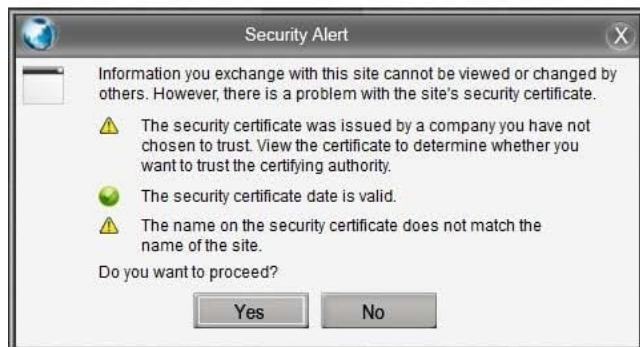 Security Alert
X
Information you exchange with this site cannot be viewed or changed by
others. However, there is a problem with the site's security certificate.
The security certificate was issued by a company you have not
chosen to trust. View the certificate to determine whether you
want to trust the certifying authority.
The security certificate date is valid.
The name on the security certificate does not match the
name of the site.
Do you want to proceed?
Yes No